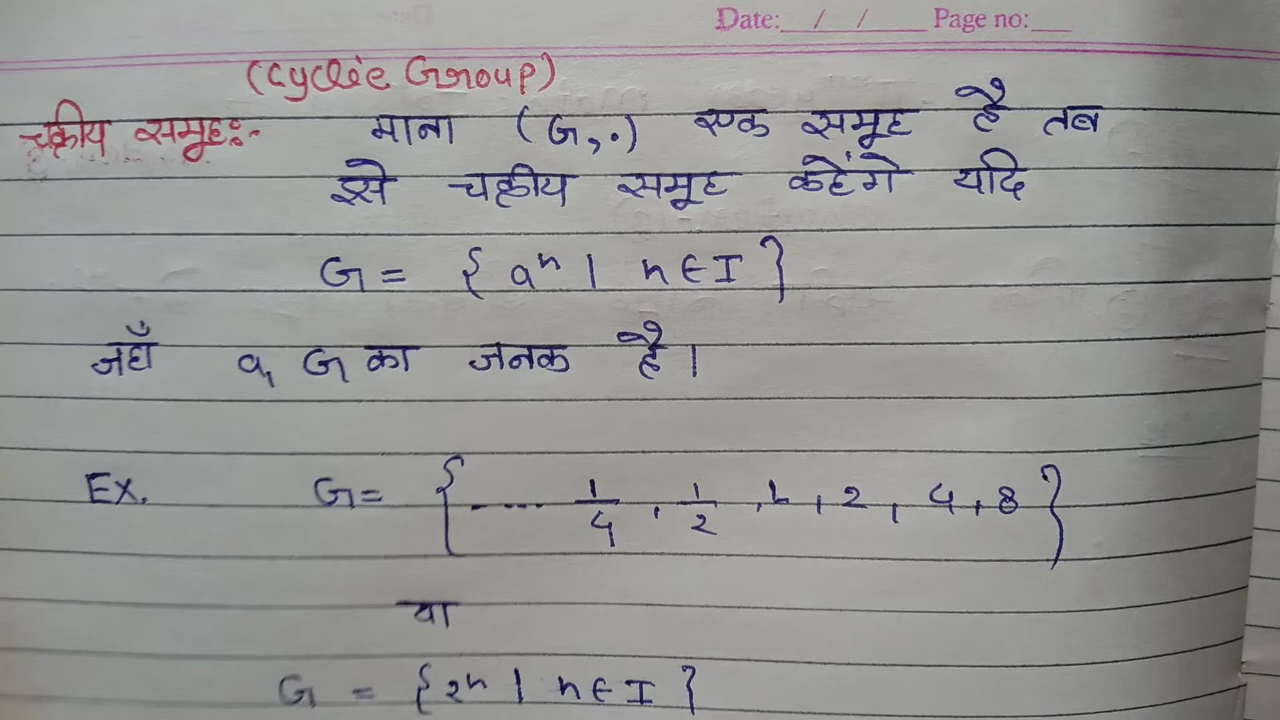 Date: / / Page no:
(Cyclic Group)
चक्रीय समूह:- माना (G,.) एक समूह है तब
इसे चक्रीय समूह कहेंगे यदि
G = { aⁿ | n ∈ I }
जहाँ a, G का जनक है।
Ex. G = { ..... 1/4, 1/2, 1, 2, 4, 8 }
या
G = { 2ⁿ | n ∈ I }